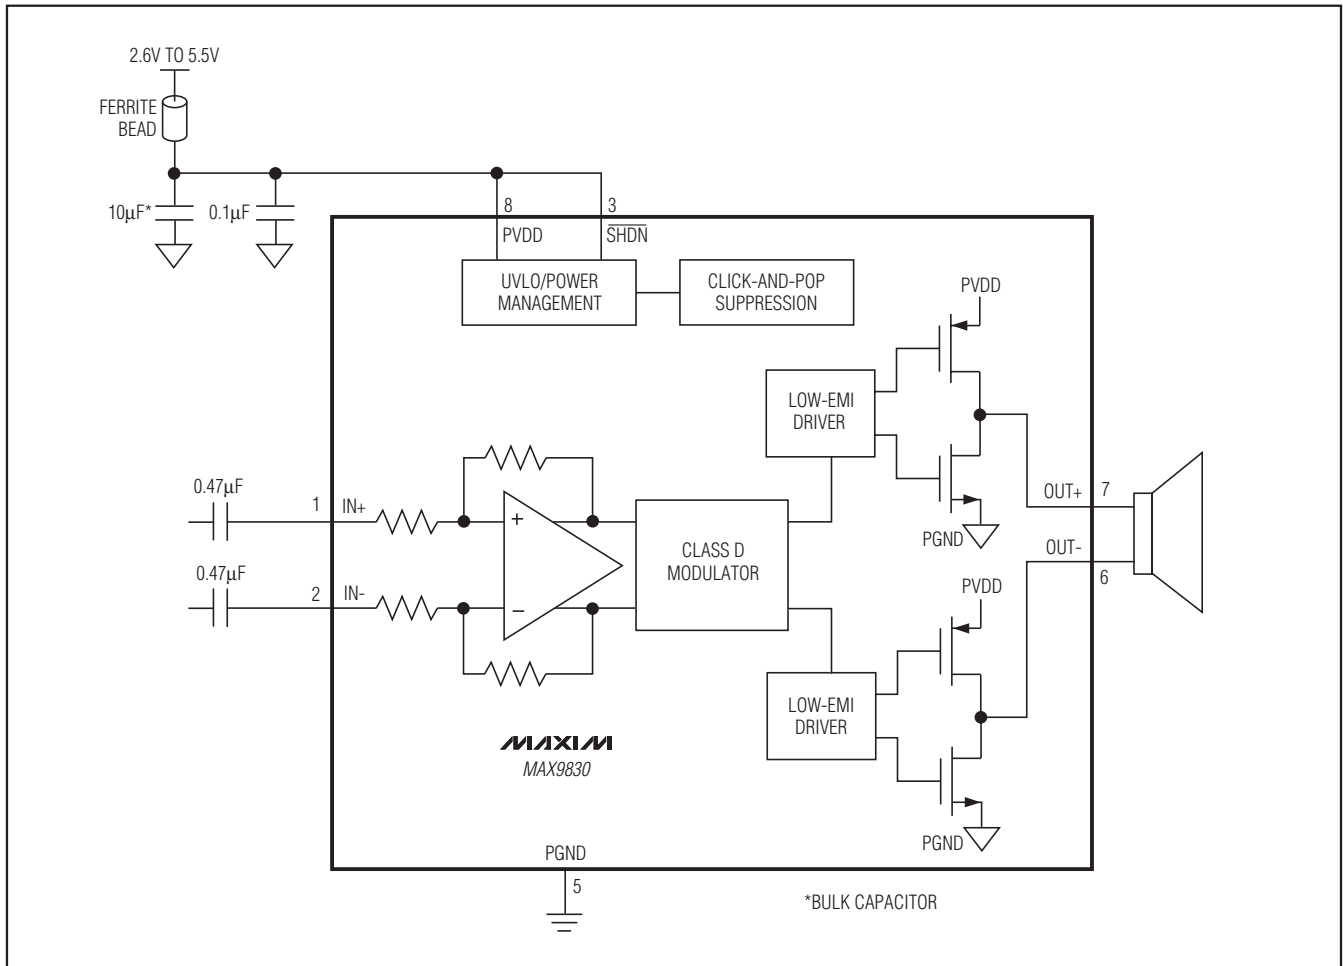 2.6V TO 5.5V
FERRITE
BEAD
10µF*
0.1µF
8
3
PVDD
SHDN
UVLO/POWER
MANAGEMENT
CLICK-AND-POP
SUPPRESSION
PVDD
LOW-EMI
DRIVER
0.47µF
1
IN+
+
OUT+
7
PGND
CLASS D
MODULATOR
OUT-
6
0.47µF
2
IN-
−
PVDD
LOW-EMI
DRIVER
MAXIM
MAX9830
PGND
PGND
5
*BULK CAPACITOR